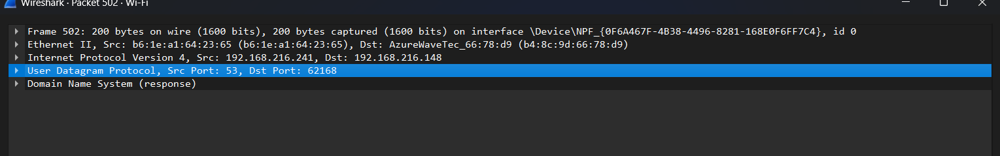 Wireshark · Packet 502 · Wi-Fi
Frame 502: 200 bytes on wire (1600 bits), 200 bytes captured (1600 bits) on interface \Device\NPF_{0F6A467F-4B38-4496-8281-168E0F6FF7C4}, id 0
Ethernet II, Src: b6:1e:a1:64:23:65 (b6:1e:a1:64:23:65), Dst: AzureWaveTec_66:78:d9 (b4:8c:9d:66:78:d9)
Internet Protocol Version 4, Src: 192.168.216.241, Dst: 192.168.216.148
User Datagram Protocol, Src Port: 53, Dst Port: 62168
Domain Name System (response)